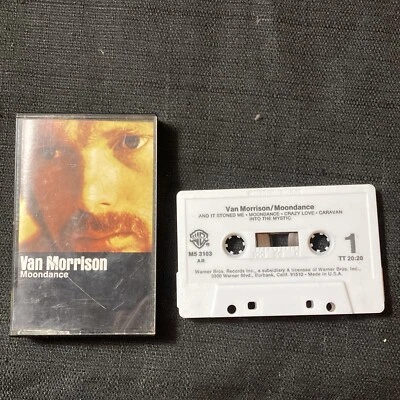 Van Morrison
Moondance
Van Morrison/Moondance
AND IT STONED ME • MOONDANCE • CRAZY LOVE • CARAVAN
INTO THE MYSTIC
M5 3103
AR
1
TT 20:20
Warner Bros. Records Inc., a subsidiary & licensee of Warner Bros. Inc.,
3300 Warner Blvd., Burbank, Calif. 91510 • Made in U.S.A.